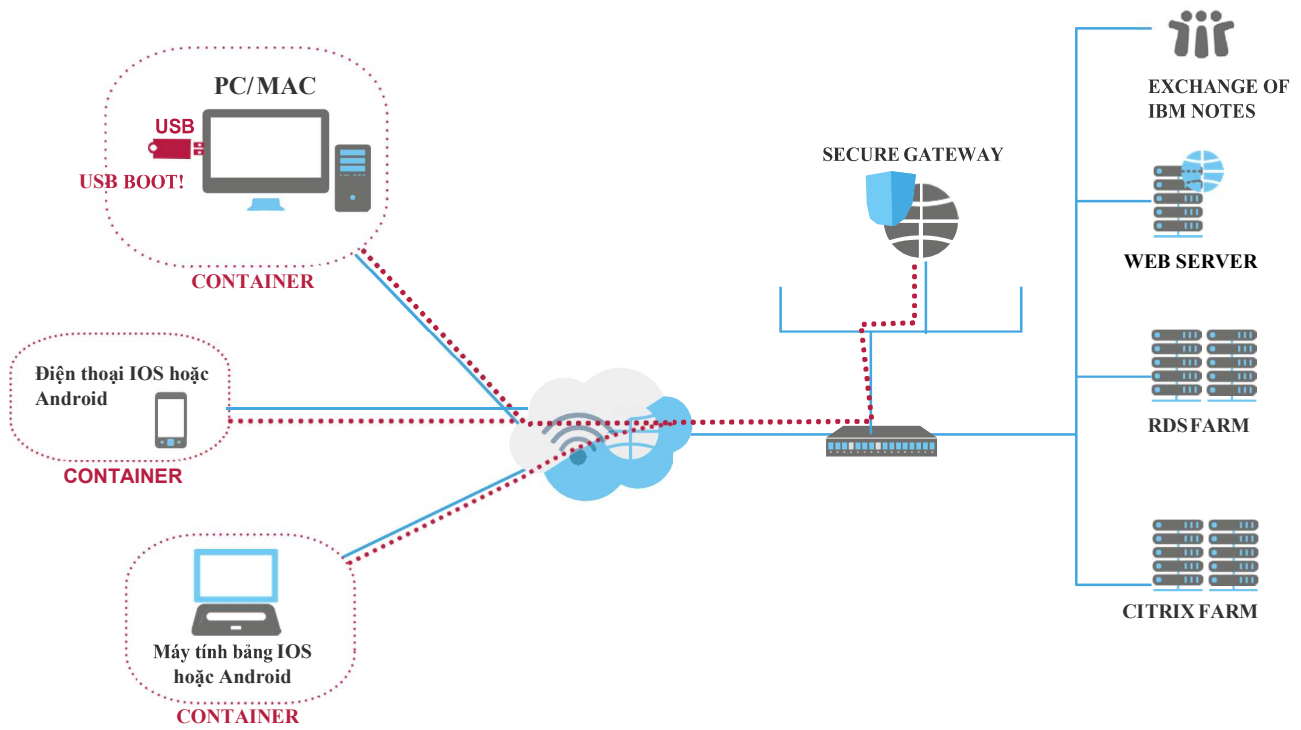 PC/MAC
USB
USB BOOT!
CONTAINER
Điện thoại IOS hoặc
Android
CONTAINER
Máy tính bảng IOS
hoặc Android
CONTAINER
SECURE GATEWAY
EXCHANGE OF
IBM NOTES
WEB SERVER
RDS FARM
CITRIX FARM